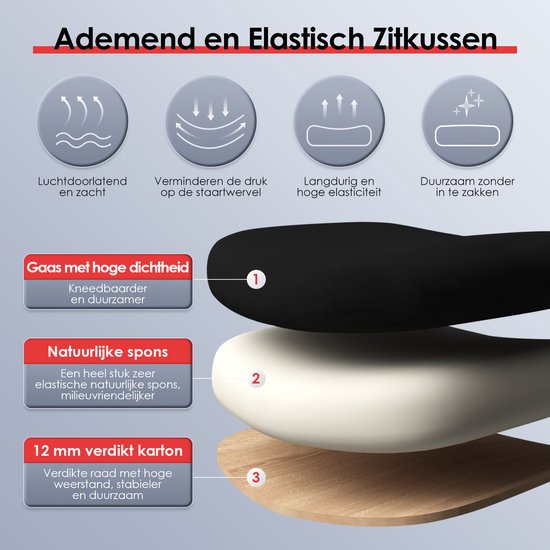 Ademend en Elastisch Zitkussen
Luchtdoorlatend
en zacht
Verminderen de druk
op de staartwervel
Langdurig en
hoge elasticiteit
Duurzaam zonder
in te zakken
Gaas met hoge dichtheid
Kneedbaarder
en duurzamer
1
Natuurlijke spons
Een heel stuk zeer
elastische natuurlijke spons,
milieuvriendelijker
2
12 mm verdikt karton
Verdikte raad met hoge
weerstand, stabieler
en duurzaam
3